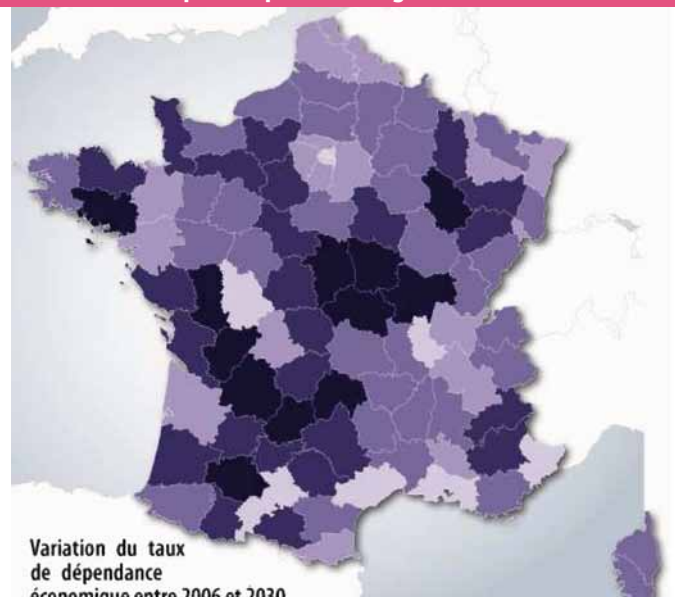 Variation du taux
de dépendance
économique entre 2006 et 2030